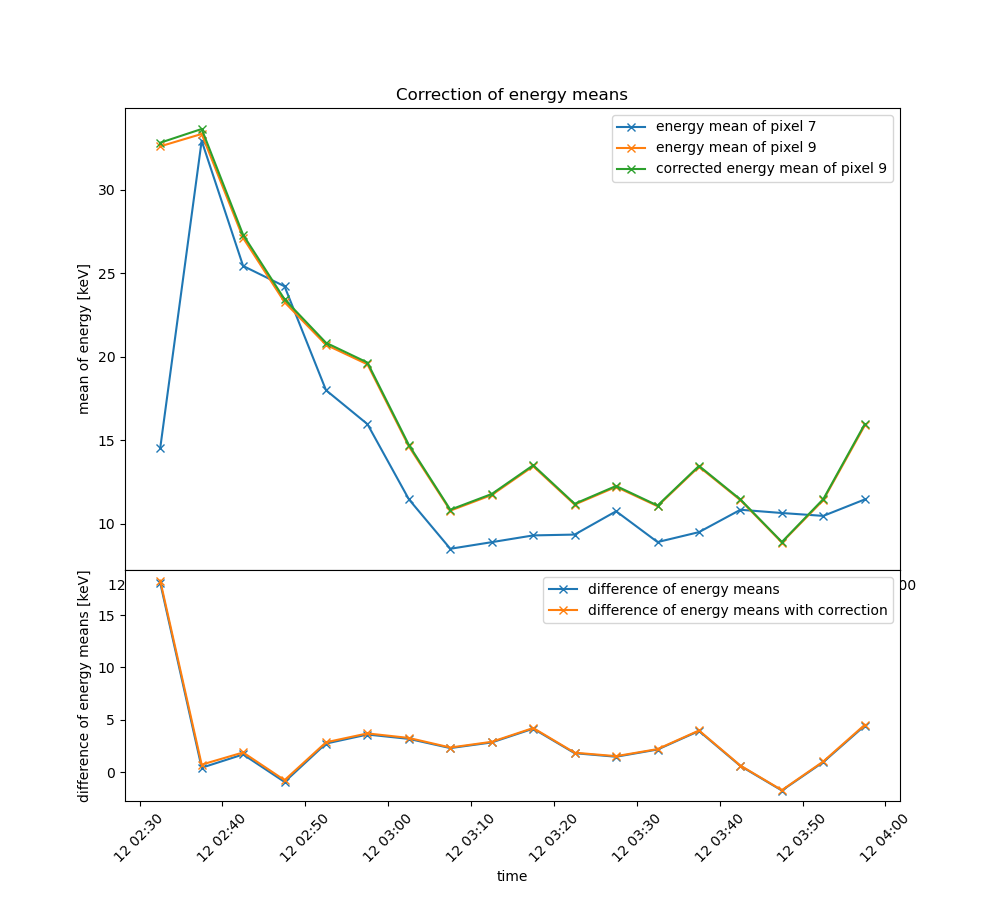 Correction of energy means
energy mean of pixel 7
energy mean of pixel 9
corrected energy mean of pixel 9
30
25
20
15
10
mean of energy [keV]
12
00
difference of energy means
difference of energy means with correction
15
10
5
0
difference of energy means [keV]
12 02:30
12 02:40
12 02:50
12 03:00
12 03:10
12 03:20
12 03:30
12 03:40
12 03:50
12 04:00
time